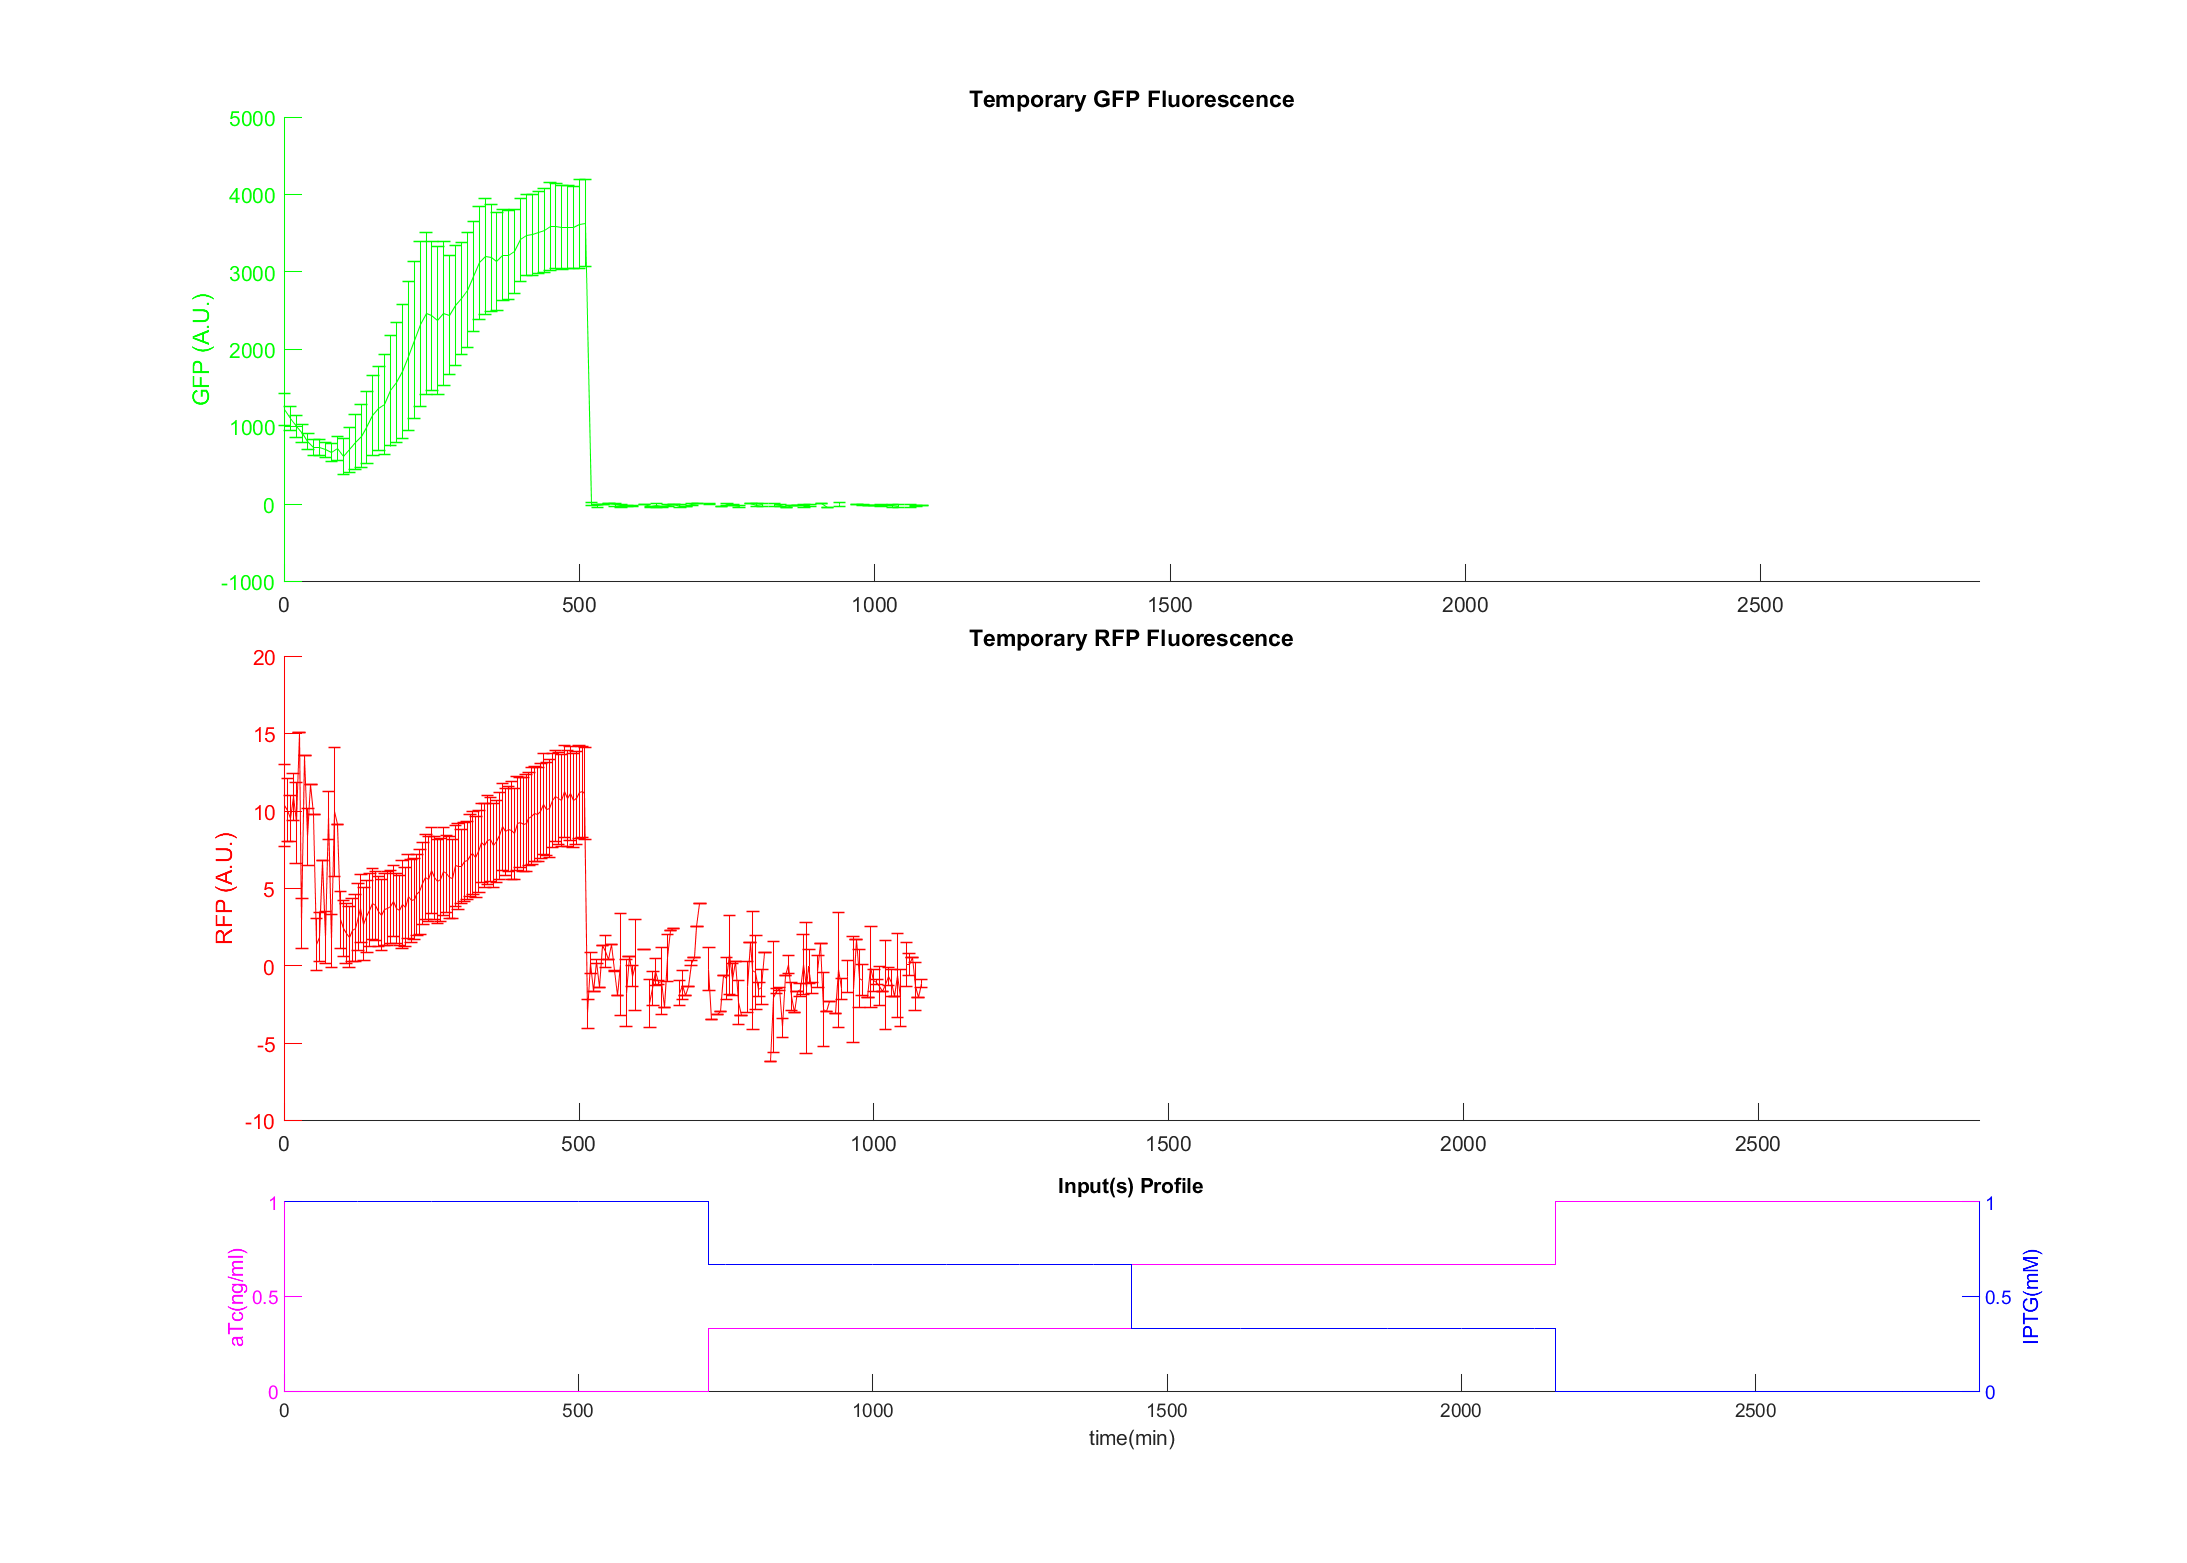 Temporary GFP Fluorescence
5000
4000
3000
2000
1000
0
-1000
GFP (A.U.)
0 500 1000 1500 2000 2500
Temporary RFP Fluorescence
20
15
10
5
0
-5
-10
RFP (A.U.)
0 500 1000 1500 2000 2500
Input(s) Profile
1
0.5
0
aTc(ng/ml)
1
0.5
0
IPTG(mM)
0 500 1000 1500 2000 2500
time(min)